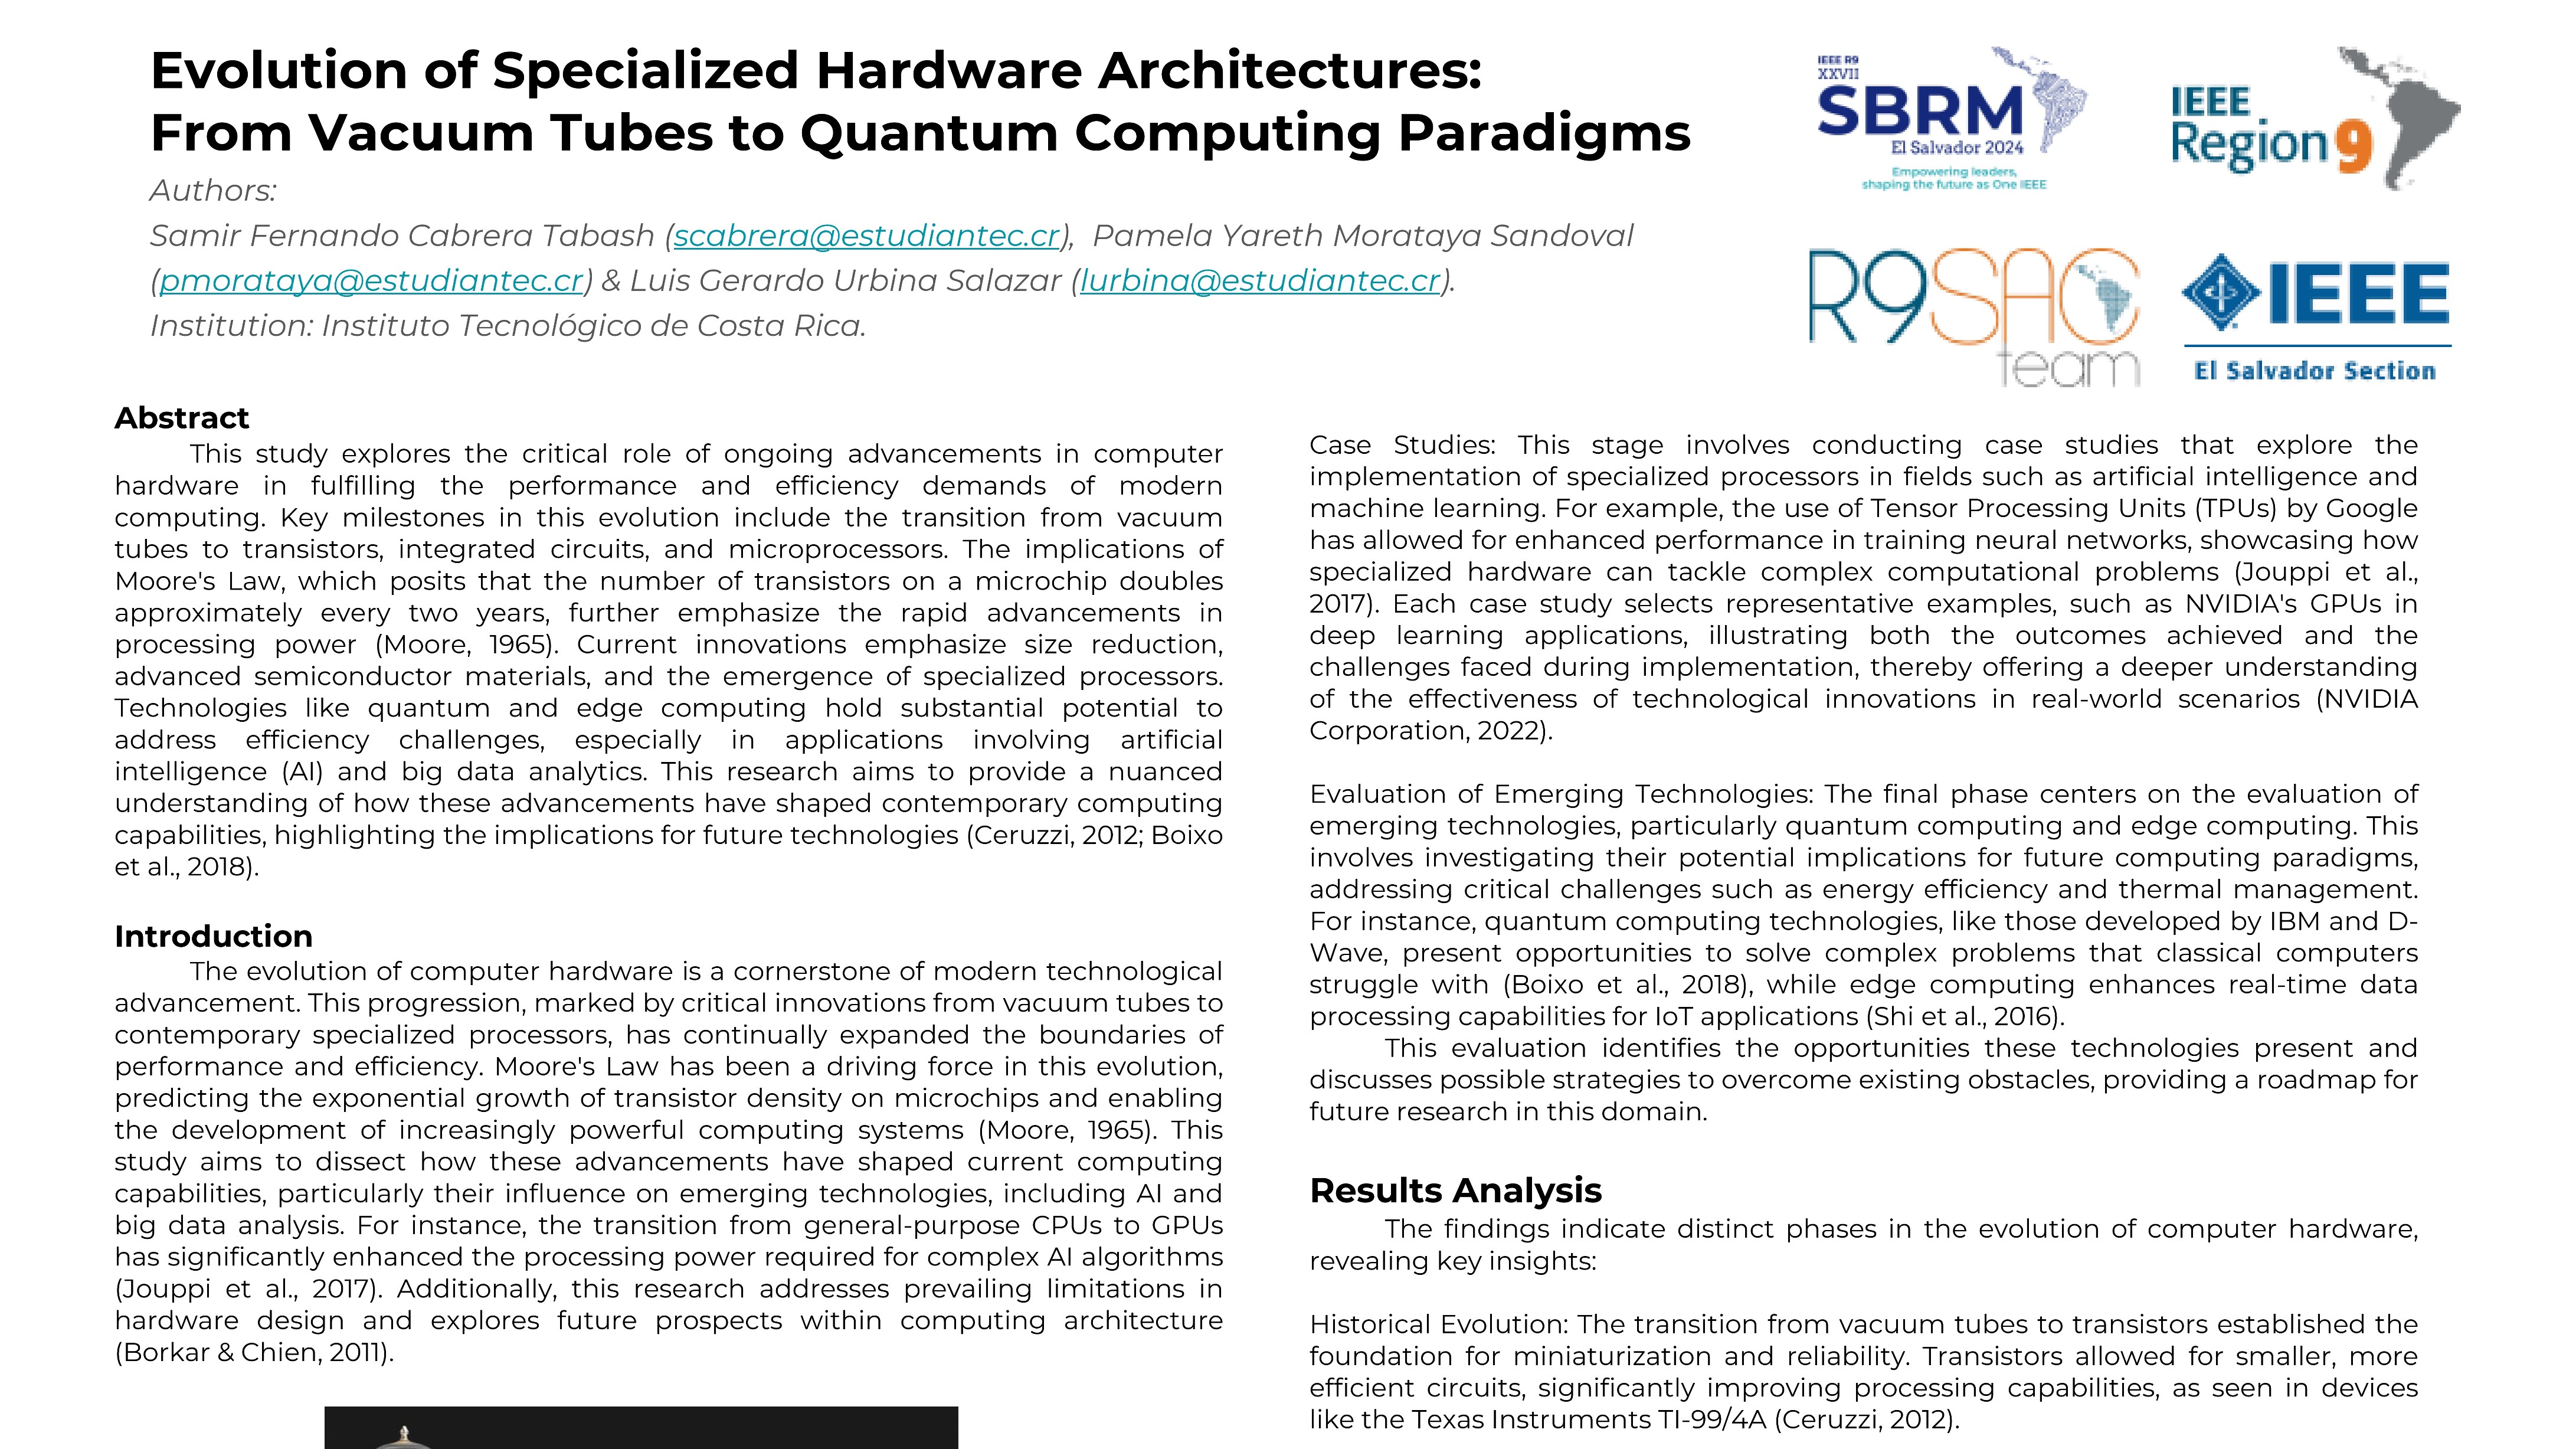 Evolution of Specialized Hardware Architectures:
From Vacuum Tubes to Quantum Computing Paradigms
Authors:
Samir Fernando Cabrera Tabash (scabrera@estudiantec.cr), Pamela Yareth Morataya Sandoval
(pmorataya@estudiantec.cr) & Luis Gerardo Urbina Salazar (lurbina@estudiantec.cr).
Institution: Instituto Tecnológico de Costa Rica.
IEEE R9
XXVII
SBRM
El Salvador 2024
Empowering leaders,
shaping the future as One IEEE
IEEE
Region 9
R9SAC
team
IEEE
El Salvador Section
Abstract
This study explores the critical role of ongoing advancements in computer
hardware in fulfilling the performance and efficiency demands of modern
computing. Key milestones in this evolution include the transition from vacuum
tubes to transistors, integrated circuits, and microprocessors. The implications of
Moore's Law, which posits that the number of transistors on a microchip doubles
approximately every two years, further emphasize the rapid advancements in
processing power (Moore, 1965). Current innovations emphasize size reduction,
advanced semiconductor materials, and the emergence of specialized processors.
Technologies like quantum and edge computing hold substantial potential to
address efficiency challenges, especially in applications involving artificial
intelligence (AI) and big data analytics. This research aims to provide a nuanced
understanding of how these advancements have shaped contemporary computing
capabilities, highlighting the implications for future technologies (Ceruzzi, 2012; Boixo
et al., 2018).
Introduction
The evolution of computer hardware is a cornerstone of modern technological
advancement. This progression, marked by critical innovations from vacuum tubes to
contemporary specialized processors, has continually expanded the boundaries of
performance and efficiency. Moore's Law has been a driving force in this evolution,
predicting the exponential growth of transistor density on microchips and enabling
the development of increasingly powerful computing systems (Moore, 1965). This
study aims to dissect how these advancements have shaped current computing
capabilities, particularly their influence on emerging technologies, including AI and
big data analysis. For instance, the transition from general-purpose CPUs to GPUs
has significantly enhanced the processing power required for complex AI algorithms
(Jouppi et al., 2017). Additionally, this research addresses prevailing limitations in
hardware design and explores future prospects within computing architecture
(Borkar & Chien, 2011).
Case Studies: This stage involves conducting case studies that explore the
implementation of specialized processors in fields such as artificial intelligence and
machine learning. For example, the use of Tensor Processing Units (TPUs) by Google
has allowed for enhanced performance in training neural networks, showcasing how
specialized hardware can tackle complex computational problems (Jouppi et al.,
2017). Each case study selects representative examples, such as NVIDIA's GPUs in
deep learning applications, illustrating both the outcomes achieved and the
challenges faced during implementation, thereby offering a deeper understanding
of the effectiveness of technological innovations in real-world scenarios (NVIDIA
Corporation, 2022).
Evaluation of Emerging Technologies: The final phase centers on the evaluation of
emerging technologies, particularly quantum computing and edge computing. This
involves investigating their potential implications for future computing paradigms,
addressing critical challenges such as energy efficiency and thermal management.
For instance, quantum computing technologies, like those developed by IBM and D-
Wave, present opportunities to solve complex problems that classical computers
struggle with (Boixo et al., 2018), while edge computing enhances real-time data
processing capabilities for IoT applications (Shi et al., 2016).
This evaluation identifies the opportunities these technologies present and
discusses possible strategies to overcome existing obstacles, providing a roadmap for
future research in this domain.
Results Analysis
The findings indicate distinct phases in the evolution of computer hardware,
revealing key insights:
Historical Evolution: The transition from vacuum tubes to transistors established the
foundation for miniaturization and reliability. Transistors allowed for smaller, more
efficient circuits, significantly improving processing capabilities, as seen in devices
like the Texas Instruments TI-99/4A (Ceruzzi, 2012).